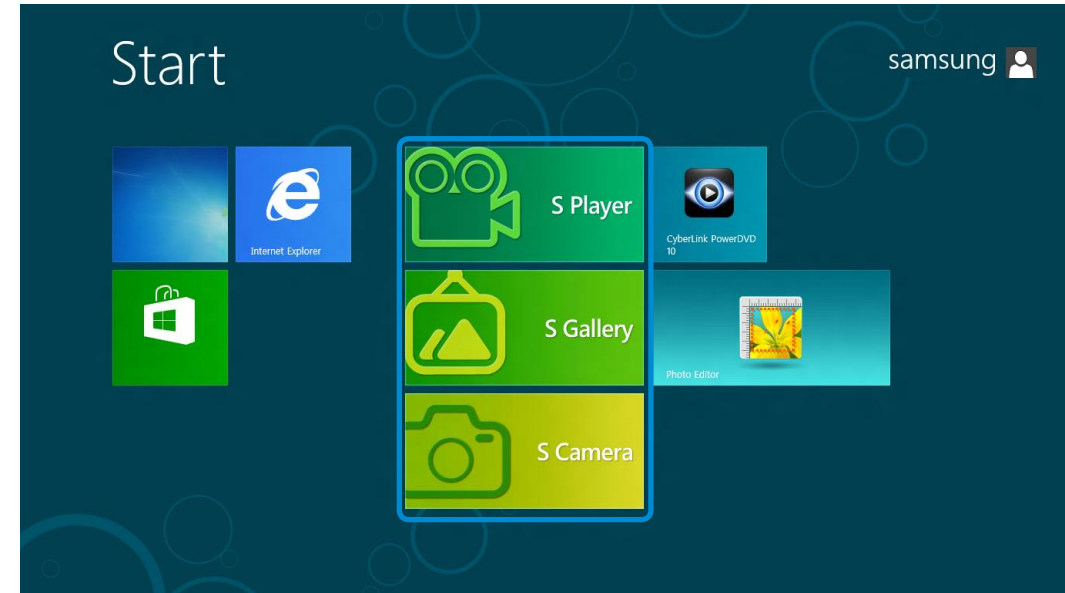 Start
samsung
Internet Explorer
S Player
CyberLink PowerDVD
10
S Gallery
Photo Editor
S Camera